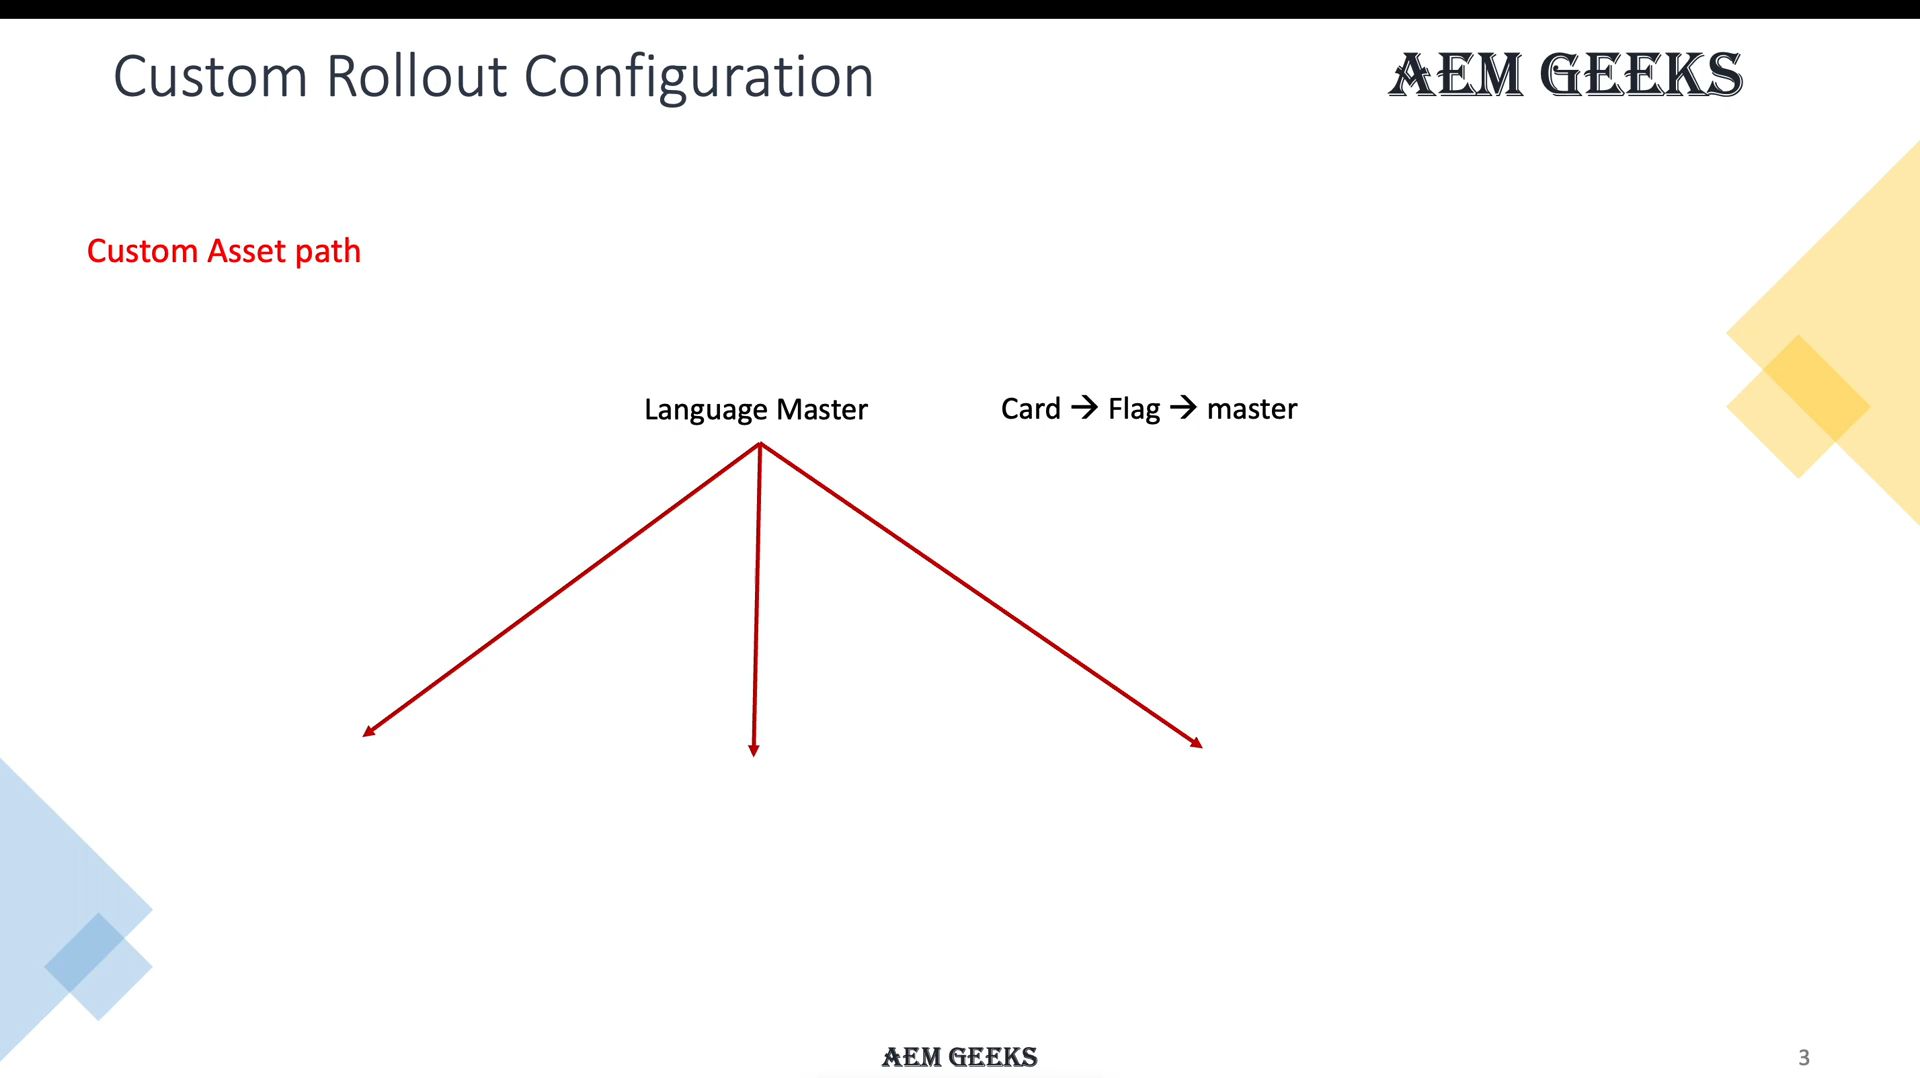 Custom Rollout Configuration
AEM GEEKS
Custom Asset path
Language Master
Card → Flag → master
AEM GEEKS
3